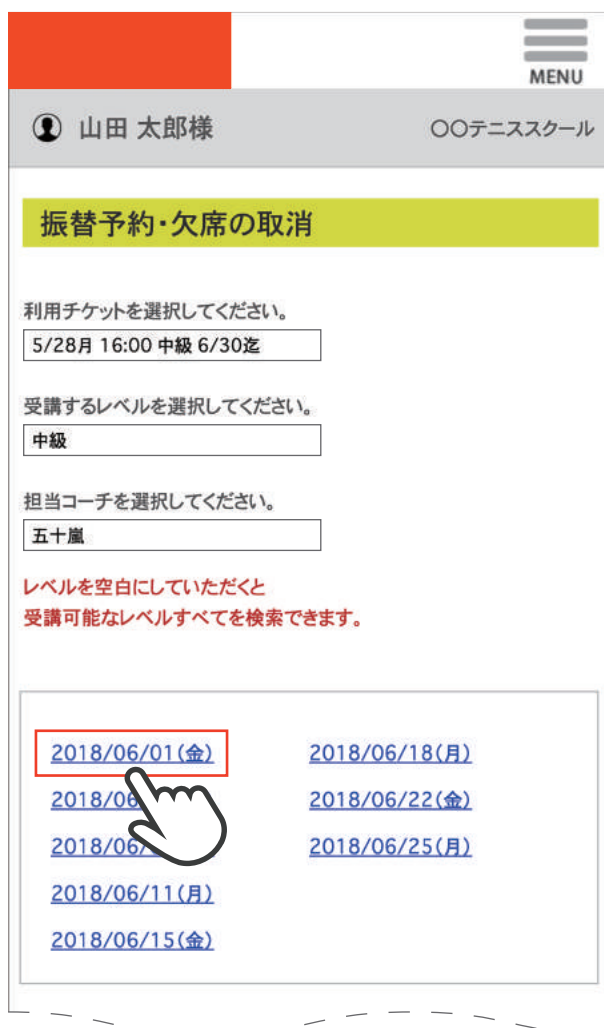 MENU
山田 太郎様
〇〇テニススクール
振替予約・欠席の取消
利用チケットを選択してください。
5/28月 16:00 中級 6/30迄
受講するレベルを選択してください。
中級
担当コーチを選択してください。
五十嵐
レベルを空白にしていただくと
受講可能なレベルすべてを検索できます。
2018/06/01(金)
2018/06/18(月)
2018/06
2018/06/22(金)
2018/06/25(月)
2018/06/11(月)
2018/06/15(金)